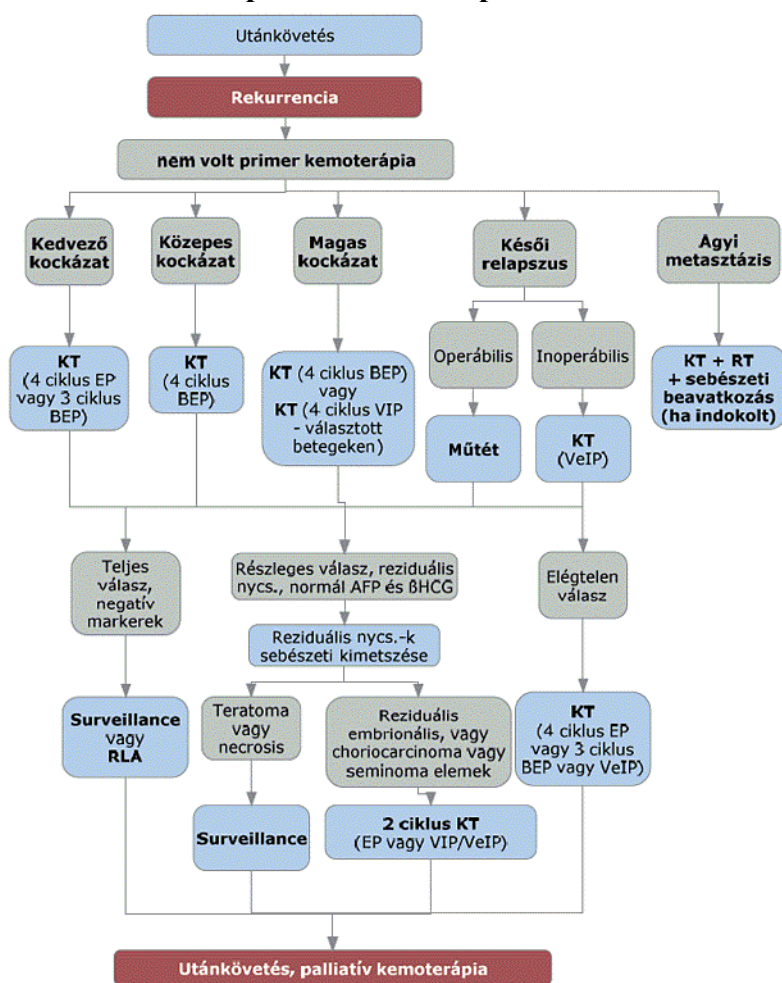 Utánkövetés
Rekurrencia
nem volt primer kemoterápia
Kedvező
kockázat
Közepes
kockázat
Magas
kockázat
Késői
relapszus
Agyi
metasztázis
Operábilis
Inoperábilis
KT
(4 ciklus EP
vagy 3 ciklus
BEP)
KT
(4 ciklus
BEP)
KT (4 ciklus BEP)
vagy
KT (4 ciklus VIP
- választott
betegeken)
Műtét
KT
(VeIP)
KT + RT
+ sebészeti
beavatkozás
(ha indokolt)
Teljes
válasz,
negatív
markerek
Részleges válasz, reziduális
nycs., normál AFP és ßHCG
Elégtelen
válasz
Reziduális nycs.-k
sebészeti kimetszése
Surveillance
vagy
RLA
Teratoma
vagy
necrosis
Reziduális
embrionális, vagy
choriocarcinoma vagy
seminoma elemek
KT
(4 ciklus EP
vagy 3 ciklus
BEP vagy VeIP)
Surveillance
2 ciklus KT
(EP vagy VIP/VeIP)
Utánkövetés, palliatív kemoterápia